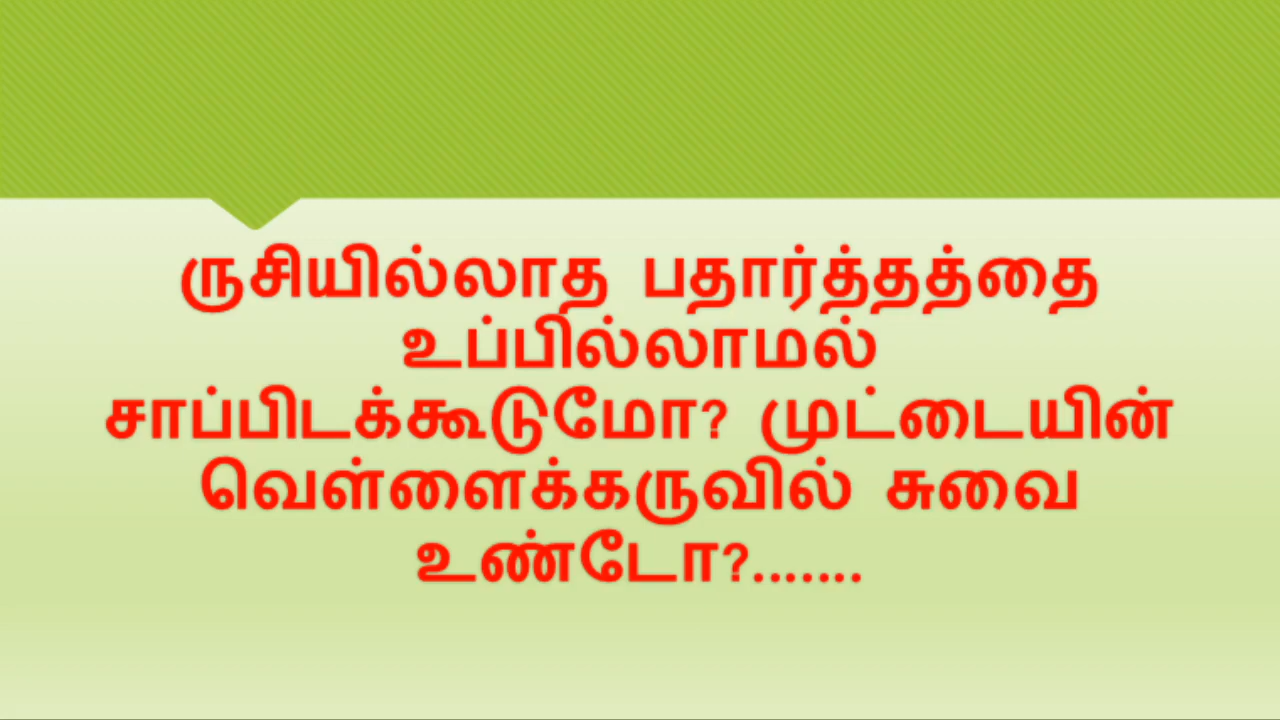 ருசியில்லாத பதார்த்தத்தை
உப்பில்லாமல்
சாப்பிடக்கூடுமோ? முட்டையின்
வெள்ளைக்கருவில் சுவை
உண்டோ?.......